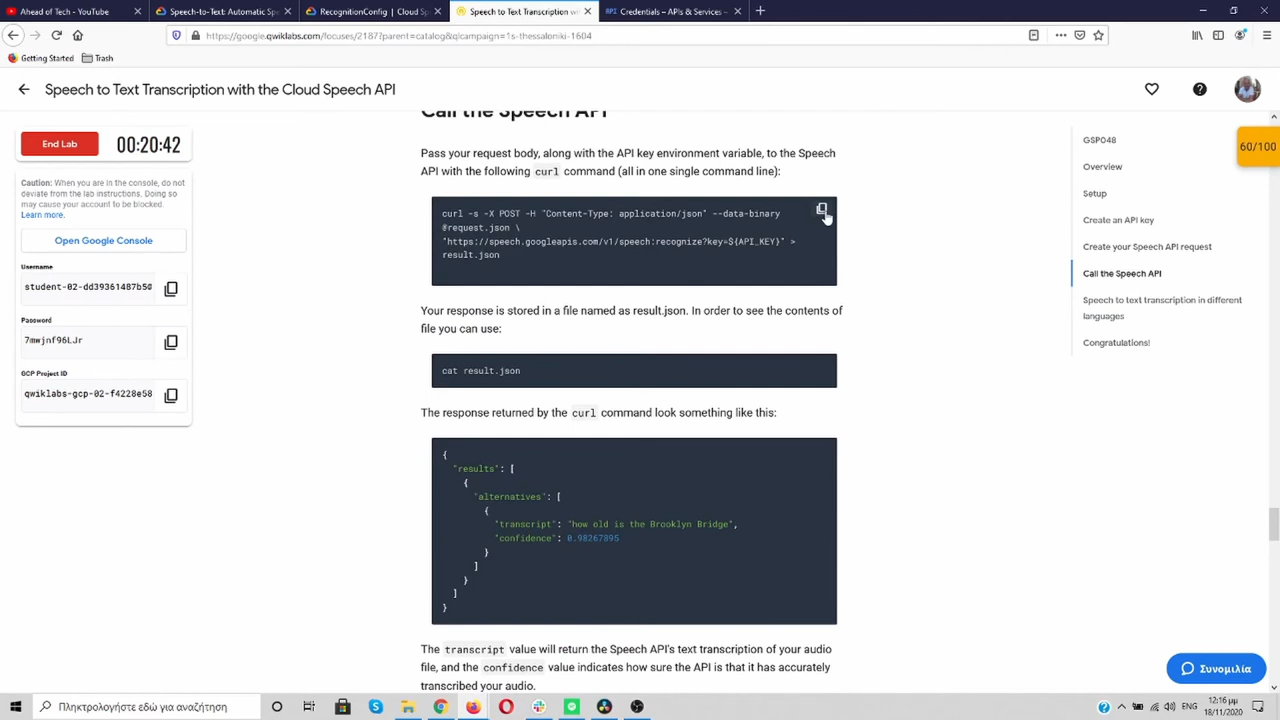 Ahead of Tech - YouTube
Speech-to-Text: Automatic Sp
RecognitionConfig | Cloud S
Speech to Text Transcription wi
Credentials – APIs & Services –
https://google.qwiklabs.com/focuses/2187?parent=catalog&qlcampaign=1s-thessaloniki-1604
Getting Started
Trash
Speech to Text Transcription with the Cloud Speech API
End Lab
00:20:42
Caution: When you are in the console, do not
deviate from the lab instructions. Doing so
may cause your account to be blocked.
Learn more.
Open Google Console
Username
student-02-dd39361487b50
Password
7mwjnf96LJr
GCP Project ID
qwiklabs-gcp-02-f4228e58
Call the Speech API
Pass your request body, along with the API key environment variable, to the Speech
API with the following curl command (all in one single command line):
curl -s -X POST -H "Content-Type: application/json" --data-binary
@request.json \
"https://speech.googleapis.com/v1/speech:recognize?key=${API_KEY}" >
result.json
Your response is stored in a file named as result.json. In order to see the contents of
file you can use:
cat result.json
The response returned by the curl command look something like this:
{
"results": [
{
"alternatives": [
{
"transcript": "how old is the Brooklyn Bridge",
"confidence": 0.98267895
}
]
}
]
}
The transcript value will return the Speech API's text transcription of your audio
file, and the confidence value indicates how sure the API is that it has accurately
transcribed your audio.
GSP048
60/100
Overview
Setup
Create an API key
Create your Speech API request
Call the Speech API
Speech to text transcription in different
languages
Congratulations!
Συνομιλία
Πληκτρολογήστε εδώ για αναζήτηση
ENG
12:16 μμ
18/11/2020